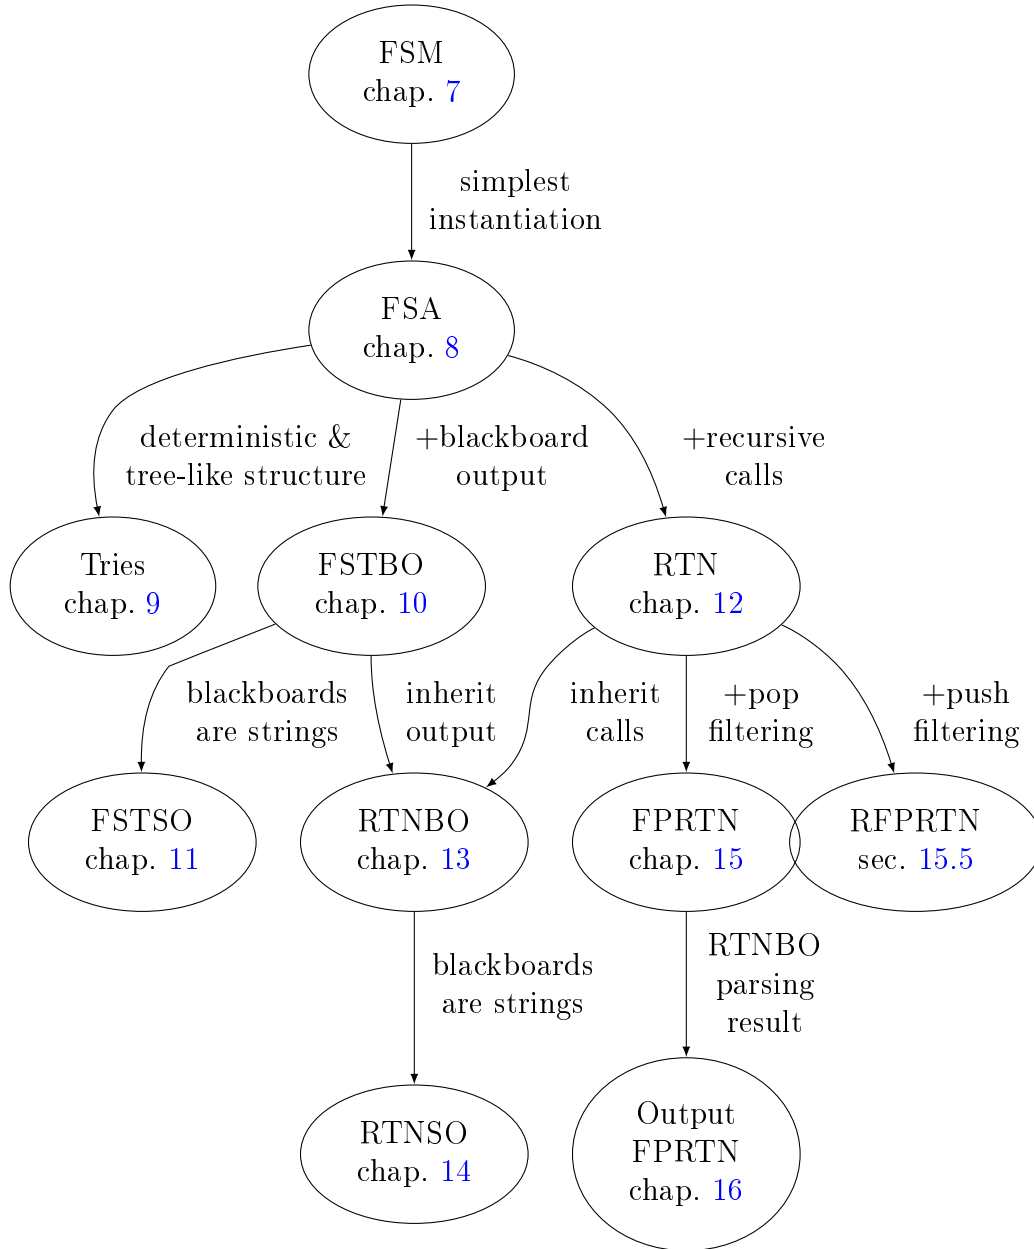 FSM
chap. 7
simplest
instantiation
FSA
chap. 8
deterministic &
tree-like structure
+blackboard
output
+recursive
calls
Tries
chap. 9
FSTBO
chap. 10
RTN
chap. 12
blackboards
are strings
inherit
output
inherit
calls
+pop
filtering
+push
filtering
FSTSO
chap. 11
RTNBO
chap. 13
FPRTN
chap. 15
RFPRTN
sec. 15.5
blackboards
are strings
RTNBO
parsing
result
RTNSO
chap. 14
Output
FPRTN
chap. 16